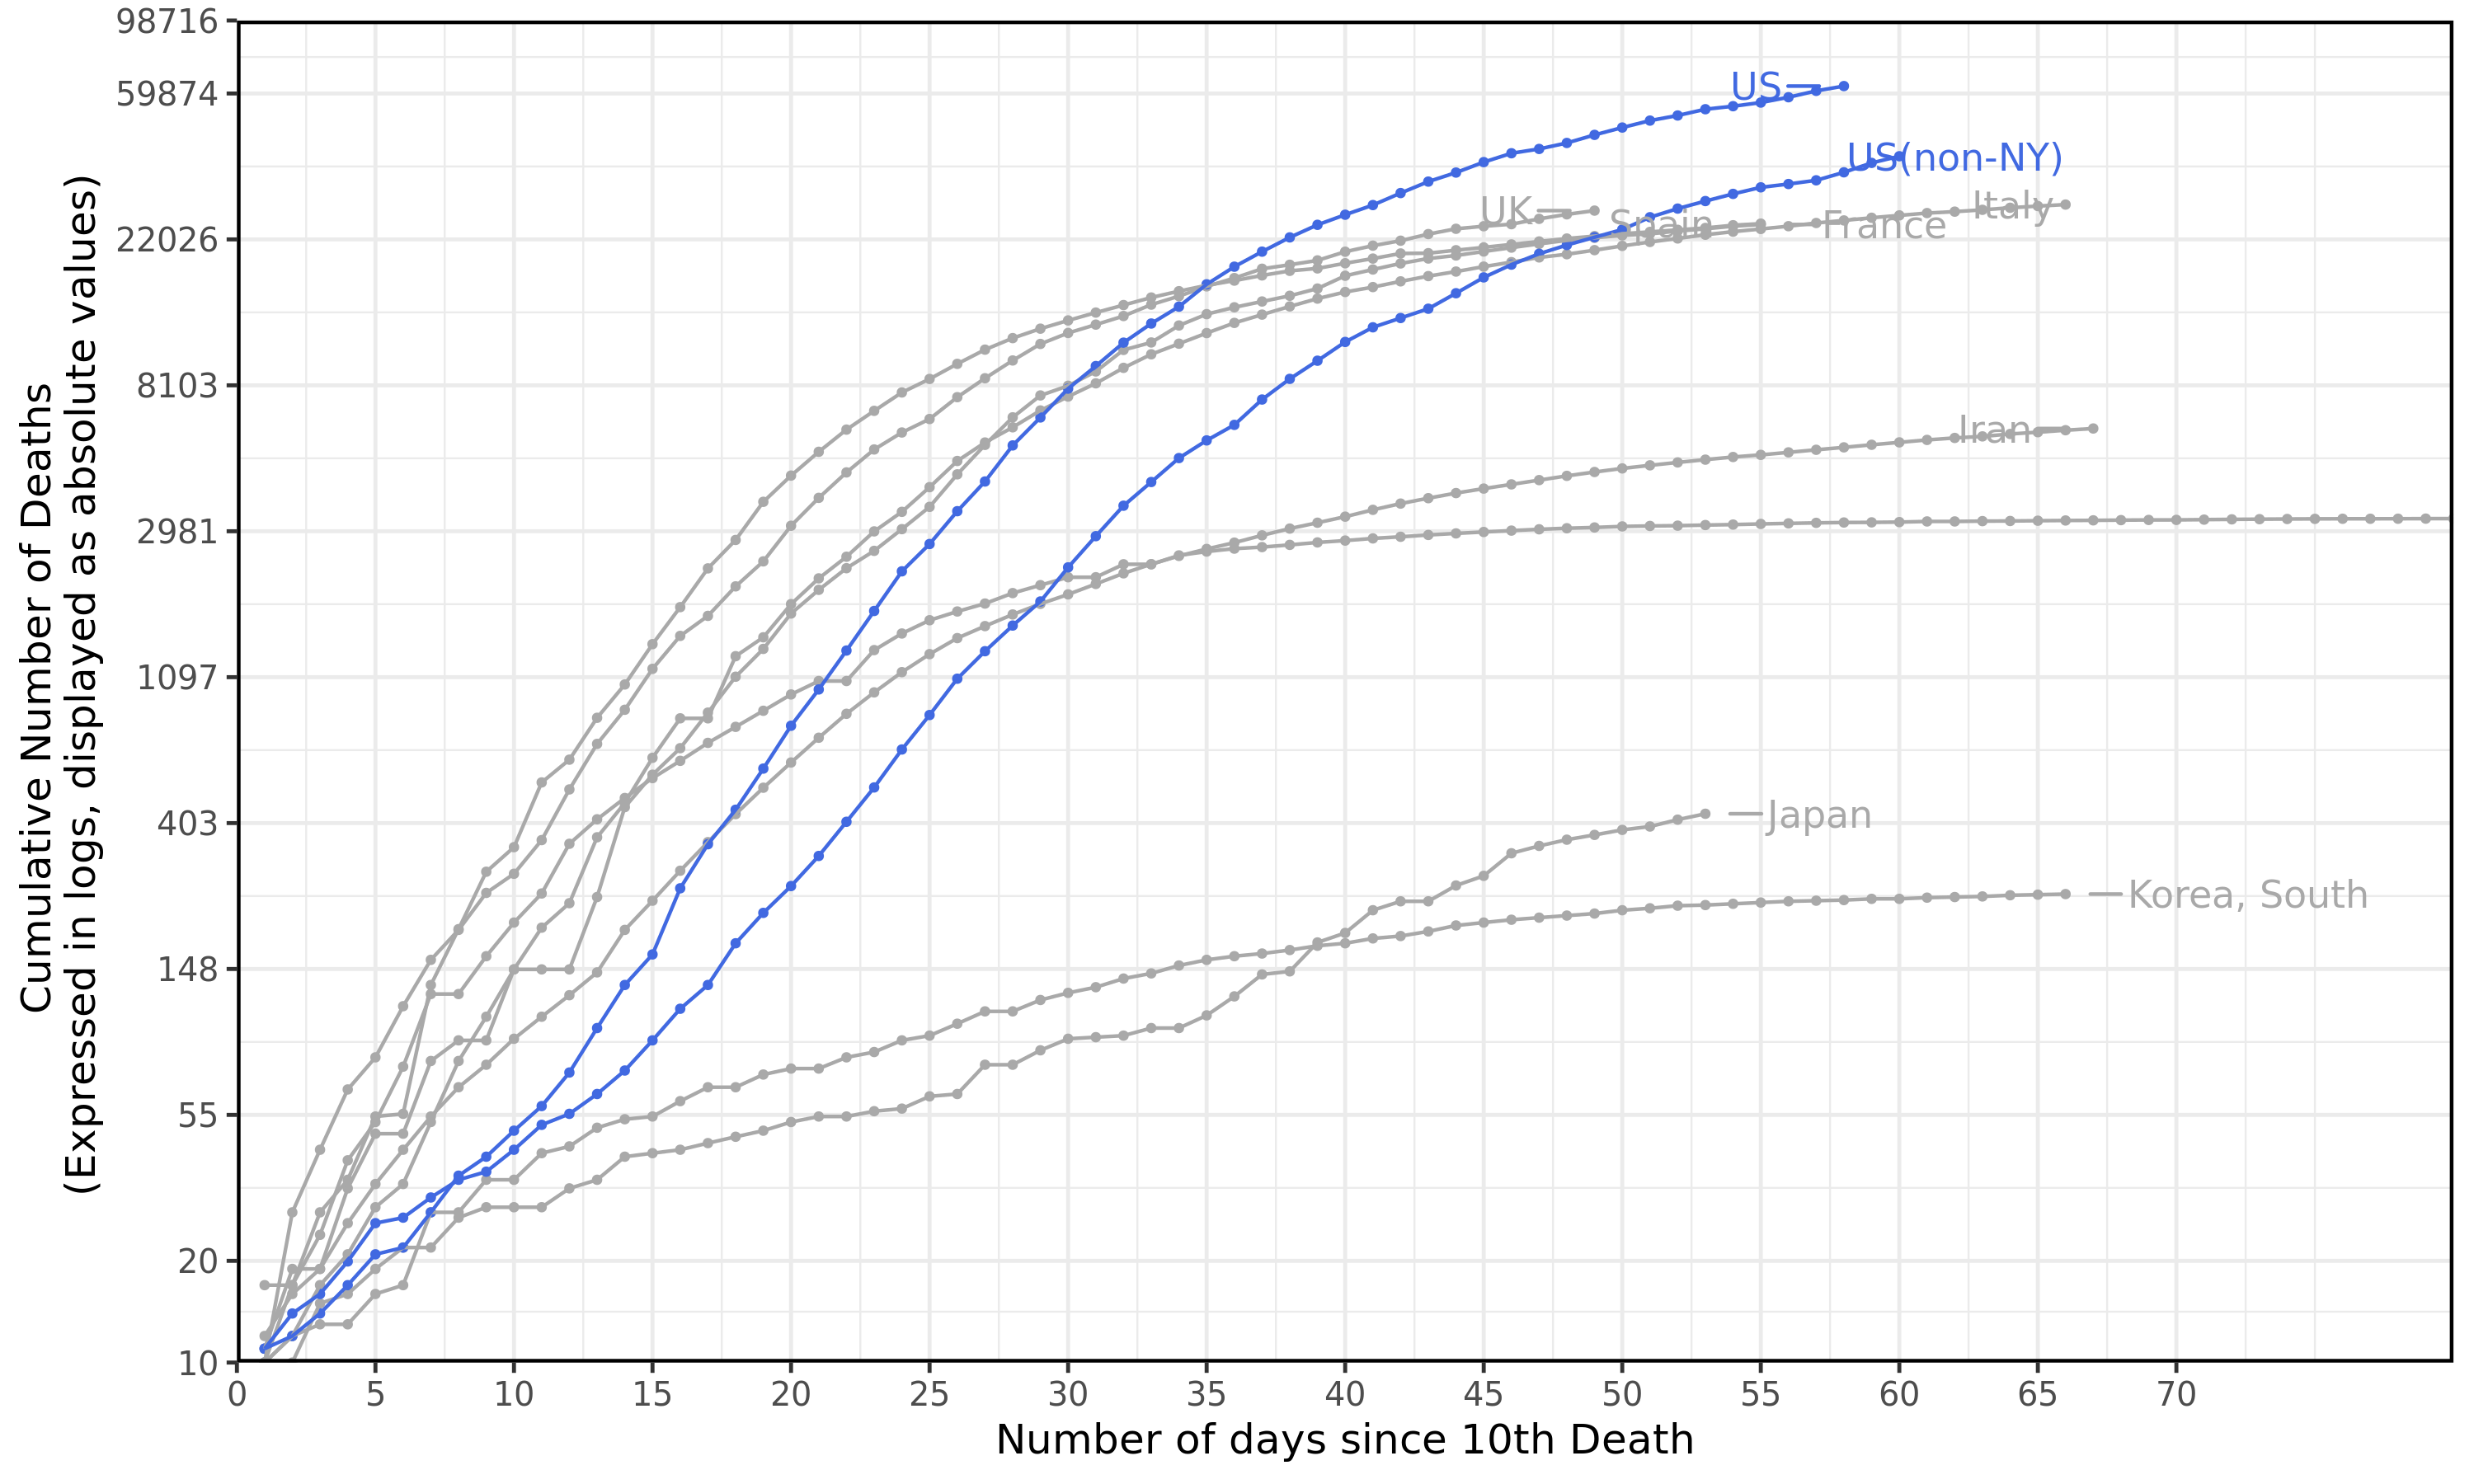 98716
59874
22026
8103
2981
1097
403
148
55
20
10
Cumulative Number of Deaths
(Expressed in logs, displayed as absolute values)
US
US(non-NY)
UK
Spain
France
Italy
Iran
Japan
Korea, South
0 5 10 15 20 25 30 35 40 45 50 55 60 65 70
Number of days since 10th Death